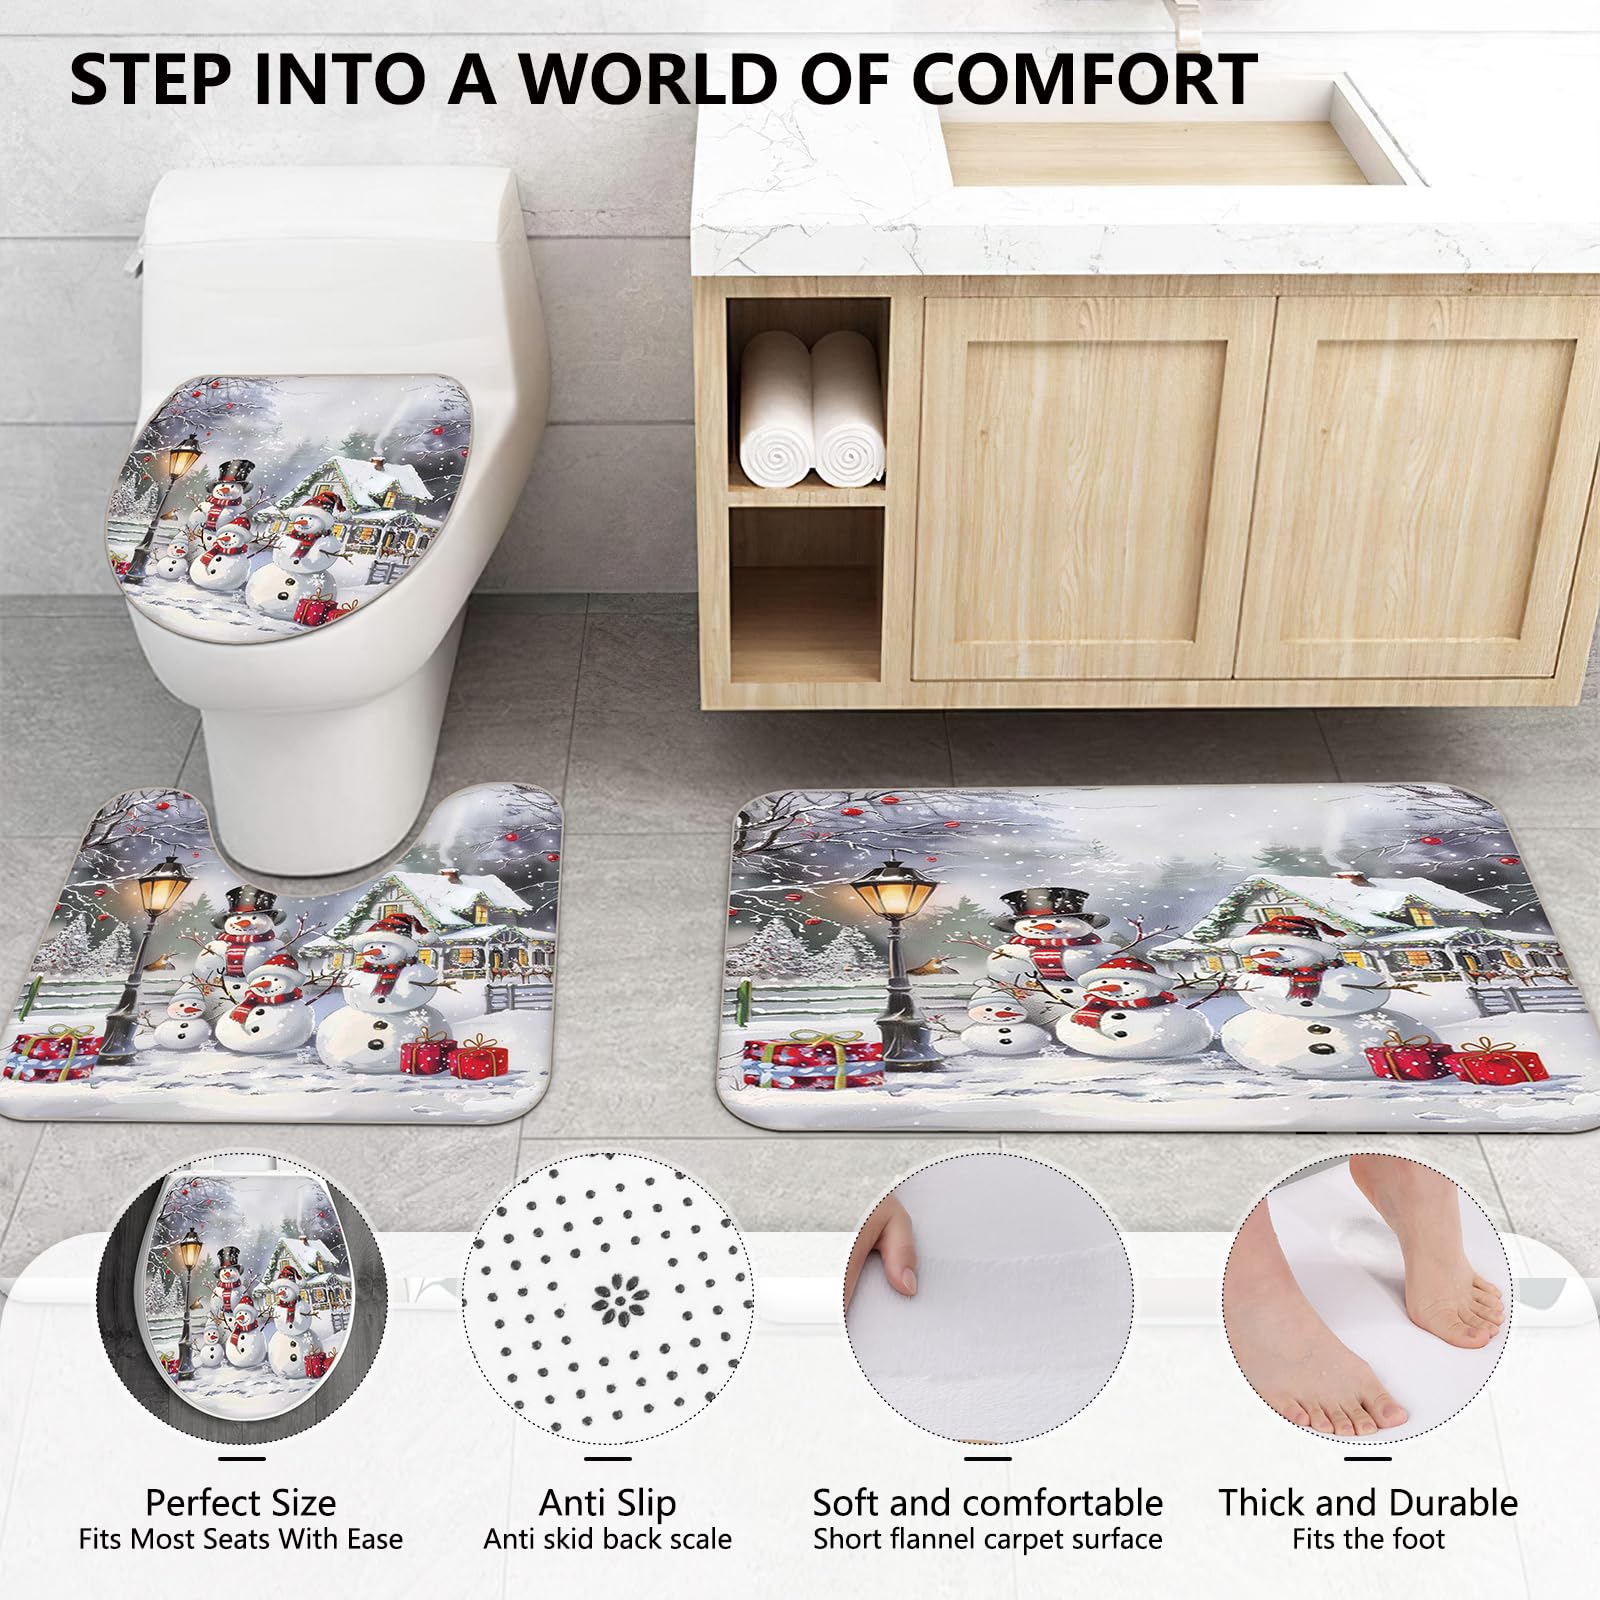 STEP INTO A WORLD OF COMFORT
Perfect Size
Fits Most Seats With Ease
Anti Slip
Anti skid back scale
Soft and comfortable
Short flannel carpet surface
Thick and Durable
Fits the foot